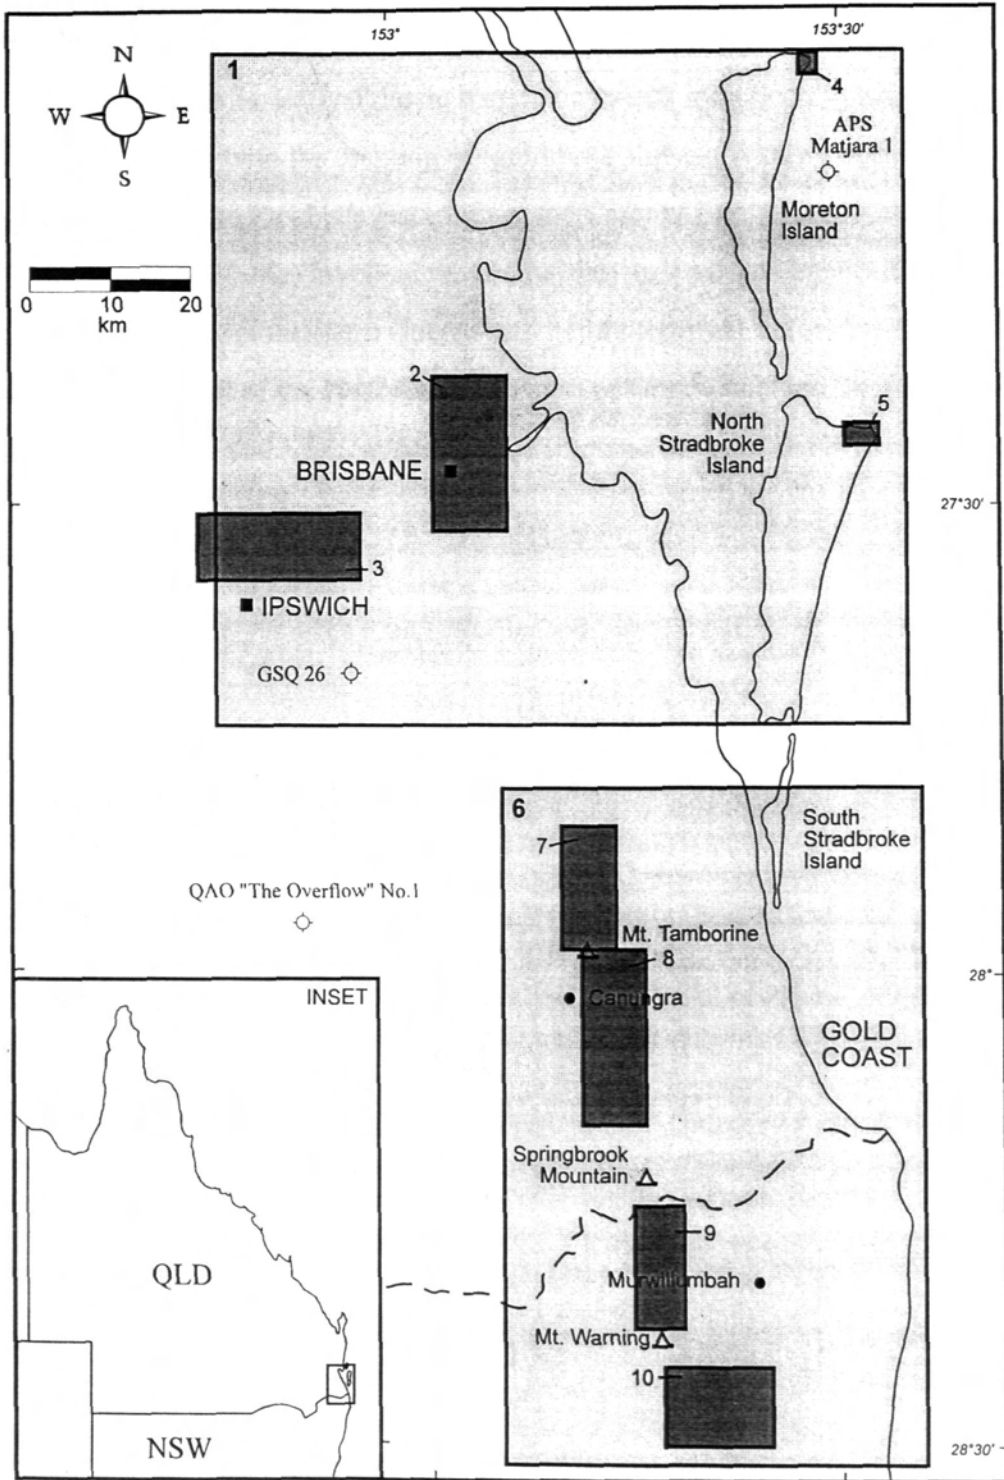 153°
153°30'
1
N
W
E
S
4
APS
Matjara 1
Moreton
Island
0
10
20
km
2
5
North
Stradbroke
Island
BRISBANE
27°30'
3
IPSWICH
GSQ 26
6
7
South
Stradbroke
Island
QAO "The Overflow" No.1
Mt. Tamborine
8
28°
INSET
Canungra
GOLD
COAST
Springbrook
Mountain
9
QLD
Murwillumbah
Mt. Warning
10
NSW
28°30'